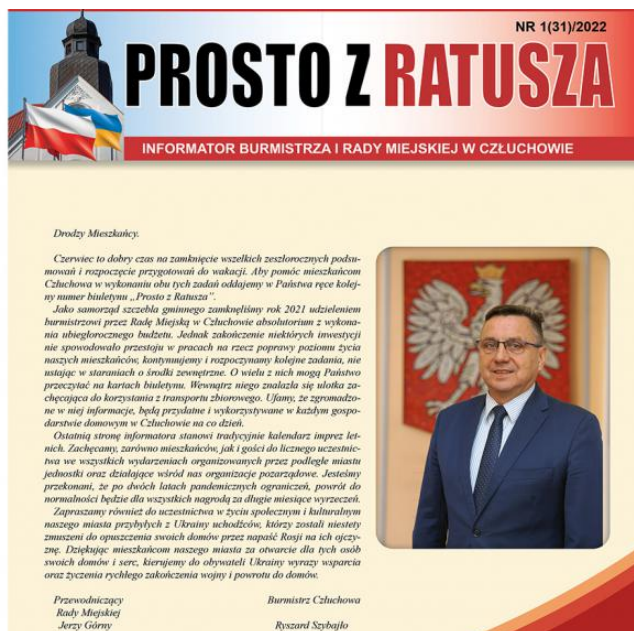 NR 1(31)/2022
PROSTO Z RATUSZA
INFORMATOR BURMISTRZA I RADY MIEJSKIEJ W CZŁUCHOWIE
Drodzy Mieszkańcy.
Czerwiec to dobry czas na zamknięcie wszelkich zeszłorocznych podsu-
mowań i rozpoczęcie przygotowań do wakacji. Aby pomóc mieszkańcom
Człuchowa w wykonaniu obu tych zadań oddajemy w Państwa ręce kolej-
ny numer biuletynu „Prosto z Ratusza”.
Jako samorząd szczebla gminnego zamknęliśmy rok 2021 udzieleniem
burmistrzowi przez Radę Miejską w Człuchowie absolutorium z wykona-
nia ubiegłorocznego budżetu. Jednak zakończenie niektórych inwestycji
nie spowodowało przestoju w pracach na rzecz poprawy poziomu życia
naszych mieszkańców, kontynuujemy i rozpoczynamy kolejne zadania, nie
ustając w staraniach o środki zewnętrzne. O wielu z nich mogą Państwo
przeczytać na kartach biuletynu. Wewnątrz niego znalazła się ulotka za-
chęcająca do korzystania z transportu zbiorowego. Ufamy, że zgromadzo-
ne w niej informacje, będą przydatne i wykorzystywane w każdym gospo-
darstwie domowym w Człuchowie na co dzień.
Ostatnią stronę informatora stanowi tradycyjnie kalendarz imprez let-
nich. Zachęcamy, zarówno mieszkańców, jak i gości do licznego uczestnic-
twa we wszystkich wydarzeniach organizowanych przez podległe miastu
jednostki oraz działające wśród nas organizacje pozarządowe. Jesteśmy
przekonani, że po dwóch latach pandemicznych ograniczeń, powrót do
normalności będzie dla wszystkich nagrodą za długie miesiące wyrzeczeń.
Zapraszamy również do uczestnictwa w życiu społecznym i kulturalnym
naszego miasta przybyłych z Ukrainy uchodźców, którzy zostali niestety
zmuszeni do opuszczenia swoich domów przez napaść Rosji na ich ojczy-
znę. Dziękując mieszkańcom naszego miasta za otwarcie dla tych osób
swoich domów i serc, kierujemy do obywateli Ukrainy wyrazy wsparcia
oraz życzenia rychłego zakończenia wojny i powrotu do domów.
Przewodniczący
Rady Miejskiej
Jerzy Górny
Burmistrz Człuchowa
Ryszard Szybajło